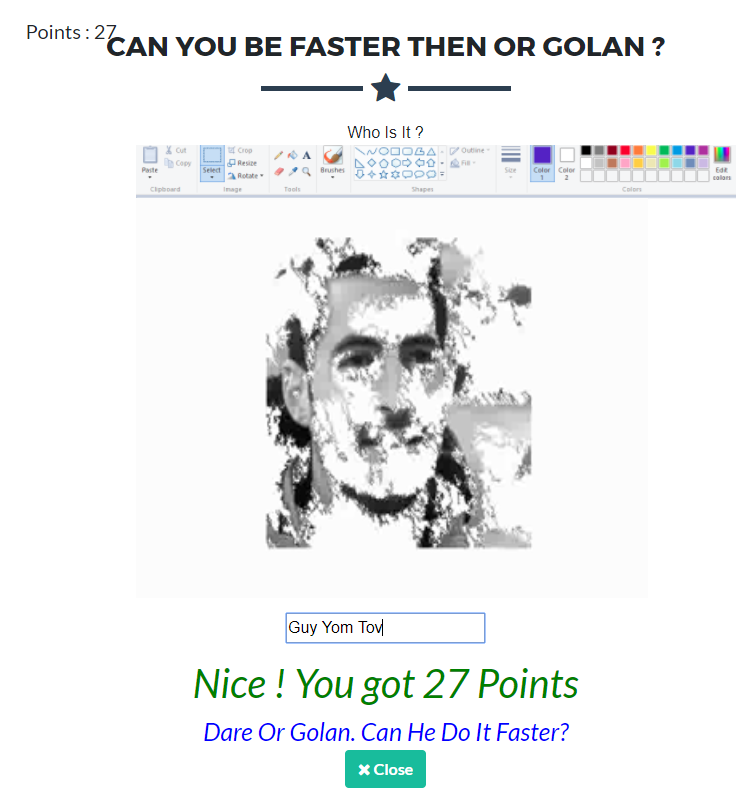 Points : 27
CAN YOU BE FASTER THEN OR GOLAN ?
Who Is It ?
Paste
Cut
Copy
Clipboard
Select
Crop
Resize
Rotate
Image
A
Tools
Brushes
Shapes
Outline
Fill
Size
Color 1
Color 2
Edit colors
Colors
Guy Yom Tov
Nice ! You got 27 Points
Dare Or Golan. Can He Do It Faster?
Close